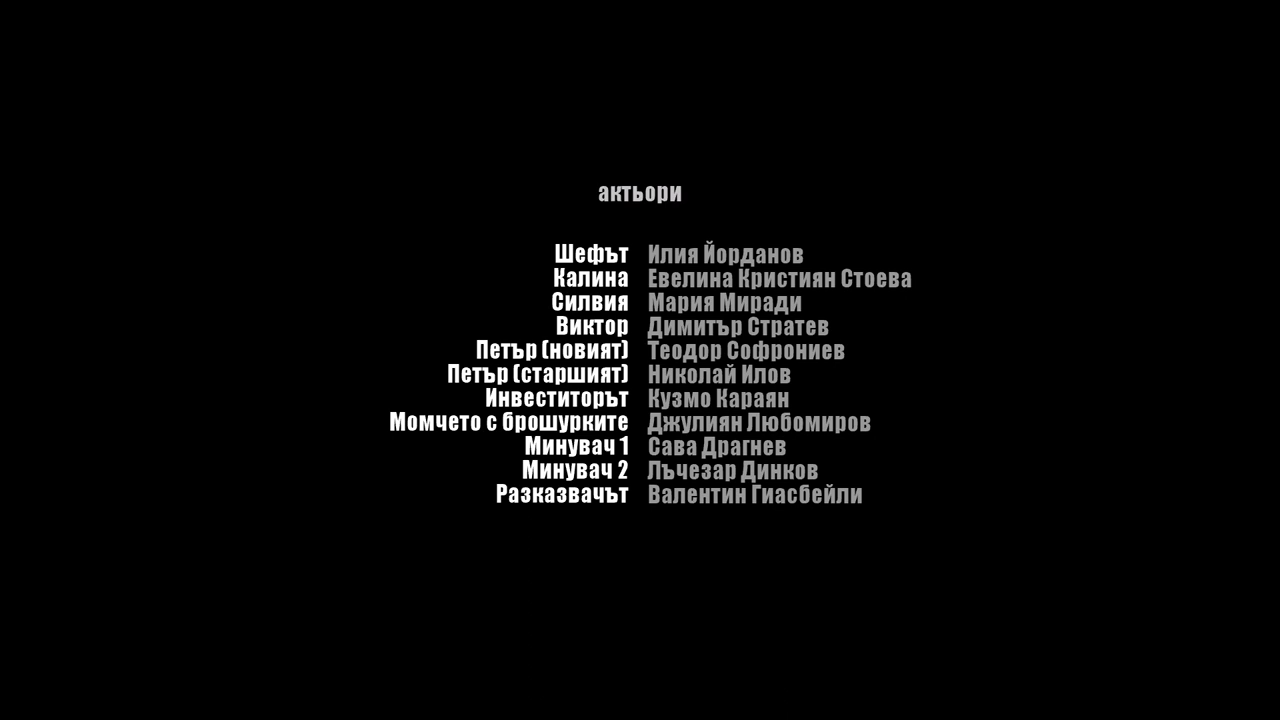 актьори
Шефът Илия Йорданов
Калина Евелина Кристиян Стоева
Силвия Мария Миради
Виктор Димитър Стратев
Петър (новият) Теодор Софрониев
Петър (старшият) Николай Илов
Инвеститорът Кузмо Караян
Момчето с брошурките Джулиян Любомиров
Минувач 1 Сава Драгнев
Минувач 2 Лъчезар Динков
Разказвачът Валентин Гиасбейли